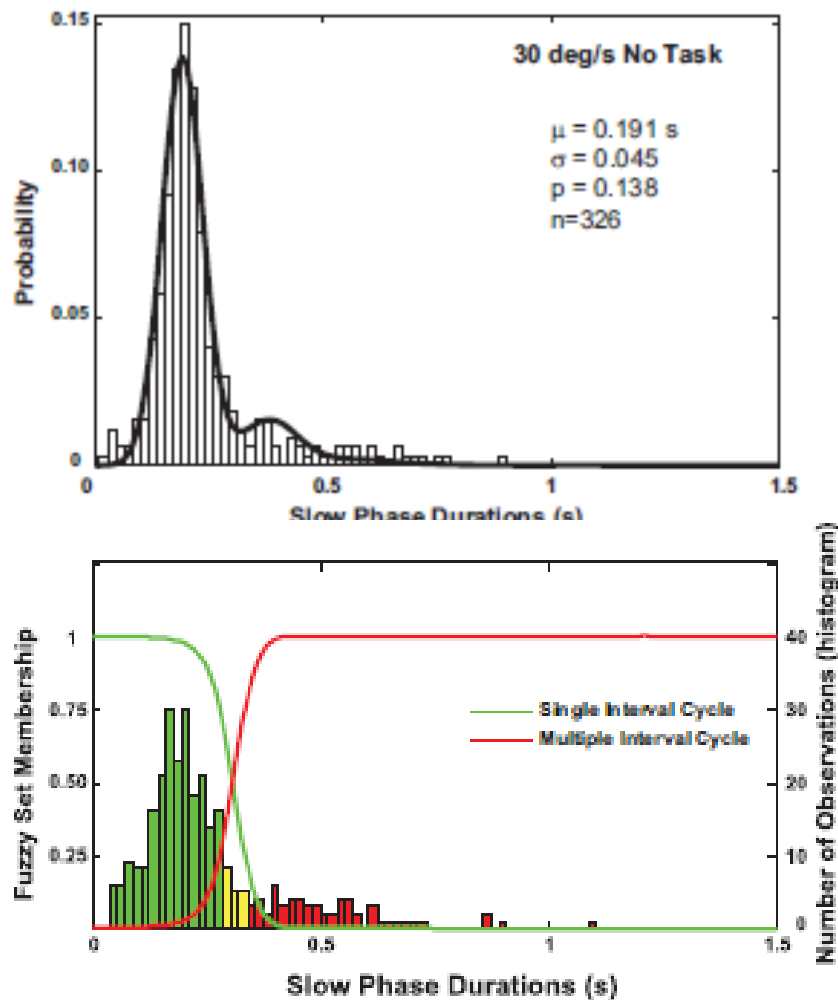 0.15
30 deg/s No Task
μ = 0.191 s
σ = 0.045
p = 0.138
n=326
0.10
Probability
0.05
0
0 0.5 1 1.5
Slow Phase Durations (s)
1 40
0.75 30
Single Interval Cycle
Multiple Interval Cycle
0.50 20
0.25 10
0
Fuzzy Set Membership
Number of Observations (histogram)
0 0.5 1 1.5
Slow Phase Durations (s)